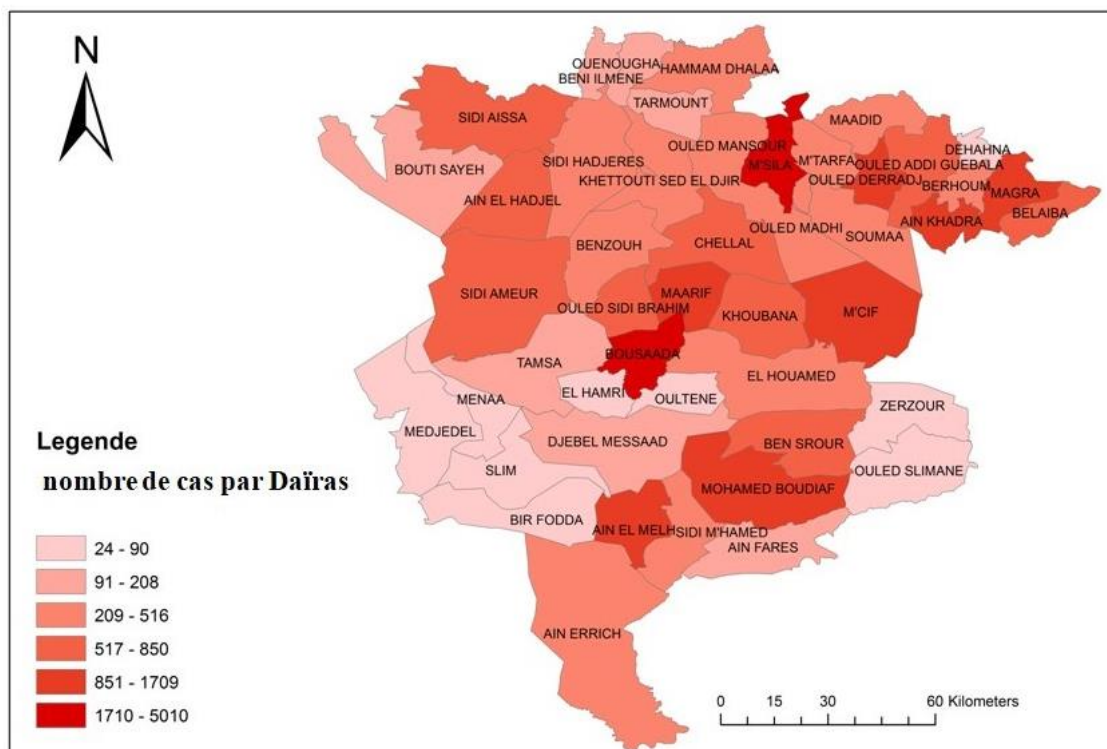 N
OUENOUGHA
BENI ILMENE
HAMMAM DHALAA
TARMOUNT
SIDI AISSA
MAADID
OULED MANSOUR
DEHAHNA
BOUTI SAYEH
SIDI HADJERES
M'SILA
M'TARFA
OULED ADDI GUEBALA
KHETTOUTI SED EL DJIR
OULED DERRADJ
BERHOUM
MAGRA
AIN EL HADJEL
BELAIBA
AIN KHADRA
OULED MADHI
SOUMAA
BENZOUH
CHELLAL
SIDI AMEUR
MAARIF
OULED SIDI BRAHIM
KHOUBANA
M'CIF
BOUSAADA
TAMSA
EL HOUAMED
EL HAMRI
OULTENE
MENAA
ZERZOUR
MEDJEDEL
DJEBEL MESSAAD
BEN SROUR
SLIM
OULED SLIMANE
MOHAMED BOUDIAF
BIR FODDA
AIN EL MELH
SIDI M'HAMED
AIN FARES
AIN ERRICH
Legende
nombre de cas par Daïras
24 - 90
91 - 208
209 - 516
517 - 850
851 - 1709
1710 - 5010
0 15 30 60 Kilometers